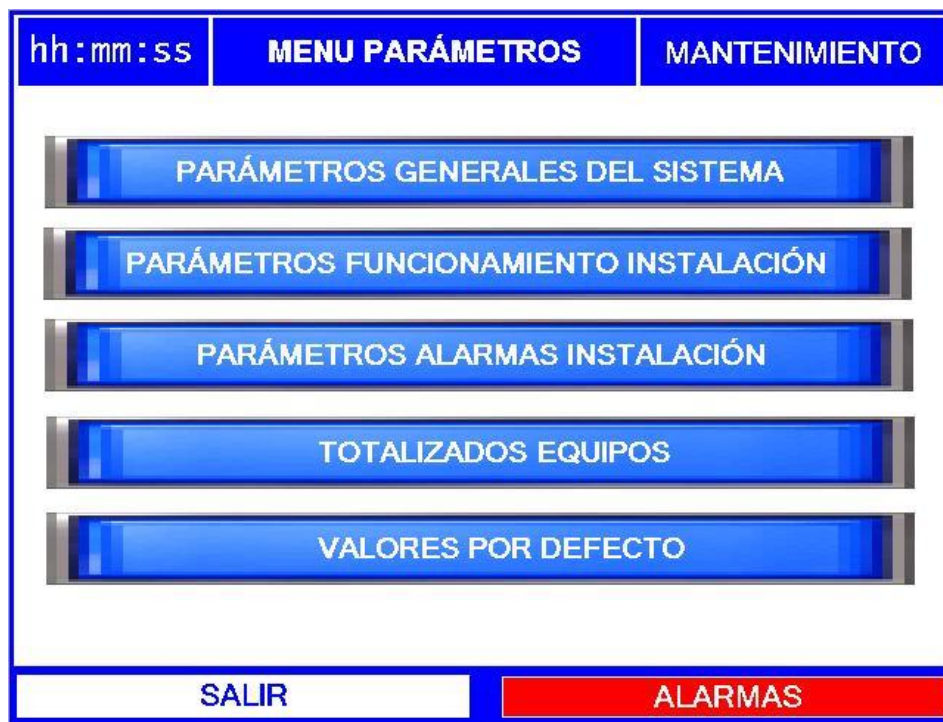 hh:mm:ss
MENU PARÁMETROS
MANTENIMIENTO
PARÁMETROS GENERALES DEL SISTEMA
PARÁMETROS FUNCIONAMIENTO INSTALACIÓN
PARÁMETROS ALARMAS INSTALACIÓN
TOTALIZADOS EQUIPOS
VALORES POR DEFECTO
SALIR
ALARMAS